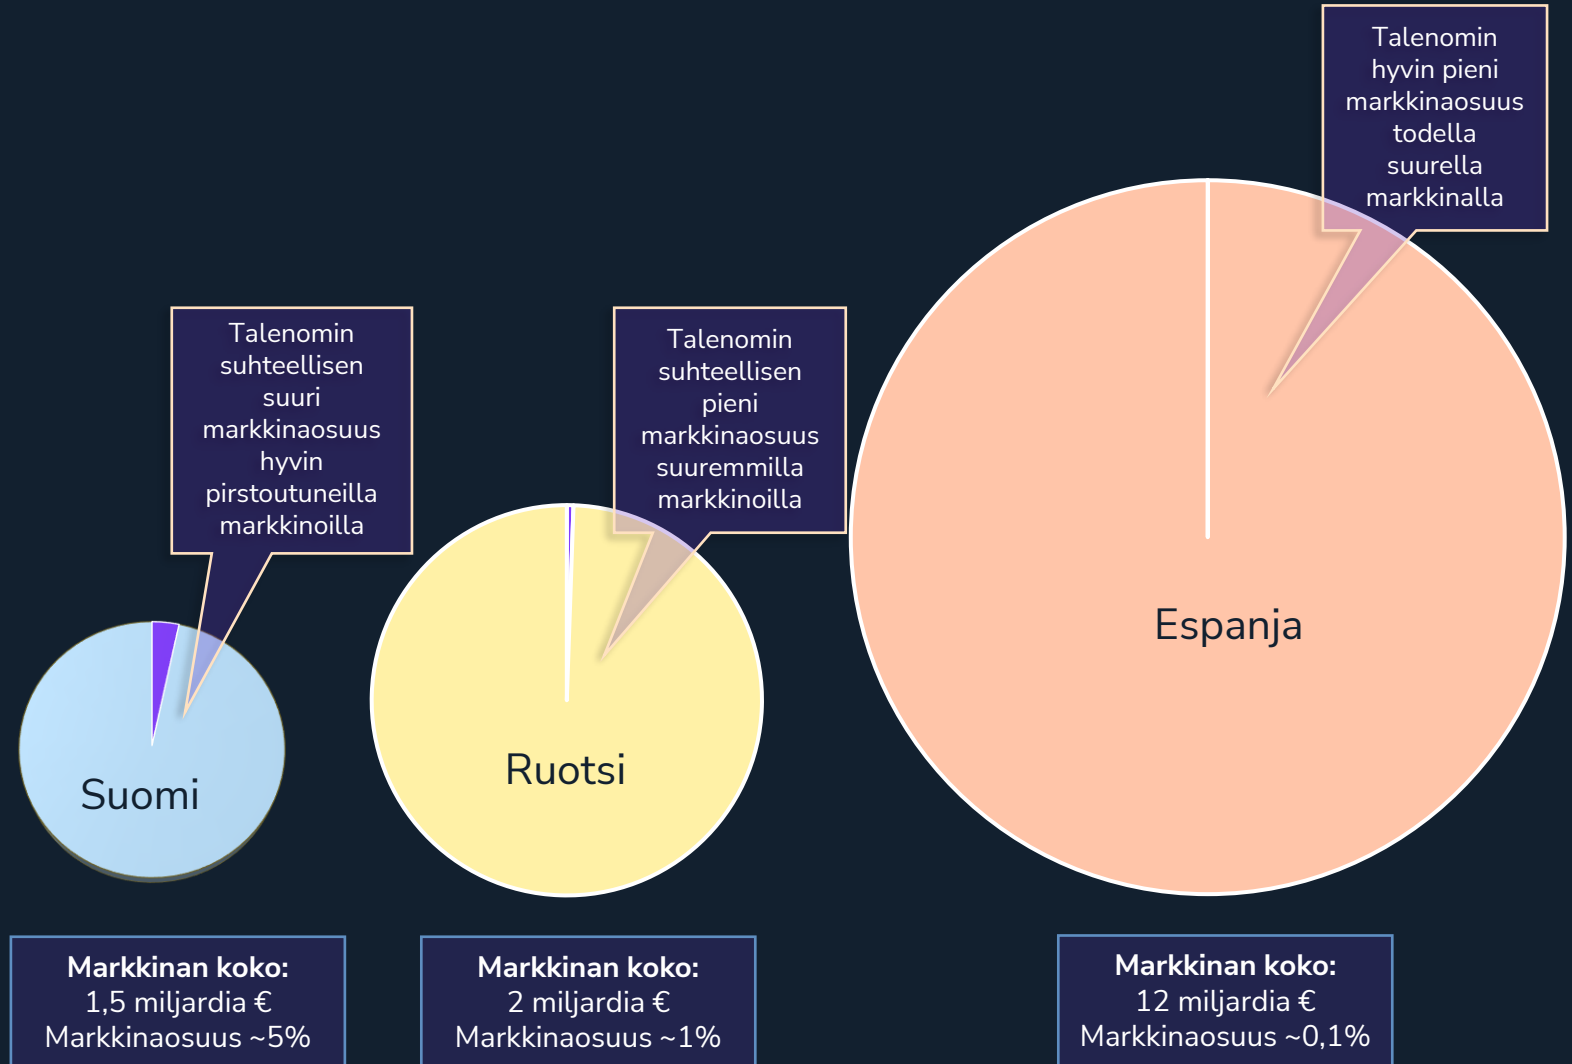 Talenomin
hyvin pieni
markkinaosuus
todella
suurella
markkinalla
Talenomin
suhteellisen
suuri
markkinaosuus
hyvin
pirstoutuneilla
markkinoilla
Talenomin
suhteellisen
pieni
markkinaosuus
suuremmilla
markkinoilla
Suomi
Ruotsi
Espanja
Markkinan koko:
1,5 miljardia €
Markkinaosuus ~5%
Markkinan koko:
2 miljardia €
Markkinaosuus ~1%
Markkinan koko:
12 miljardia €
Markkinaosuus ~0,1%